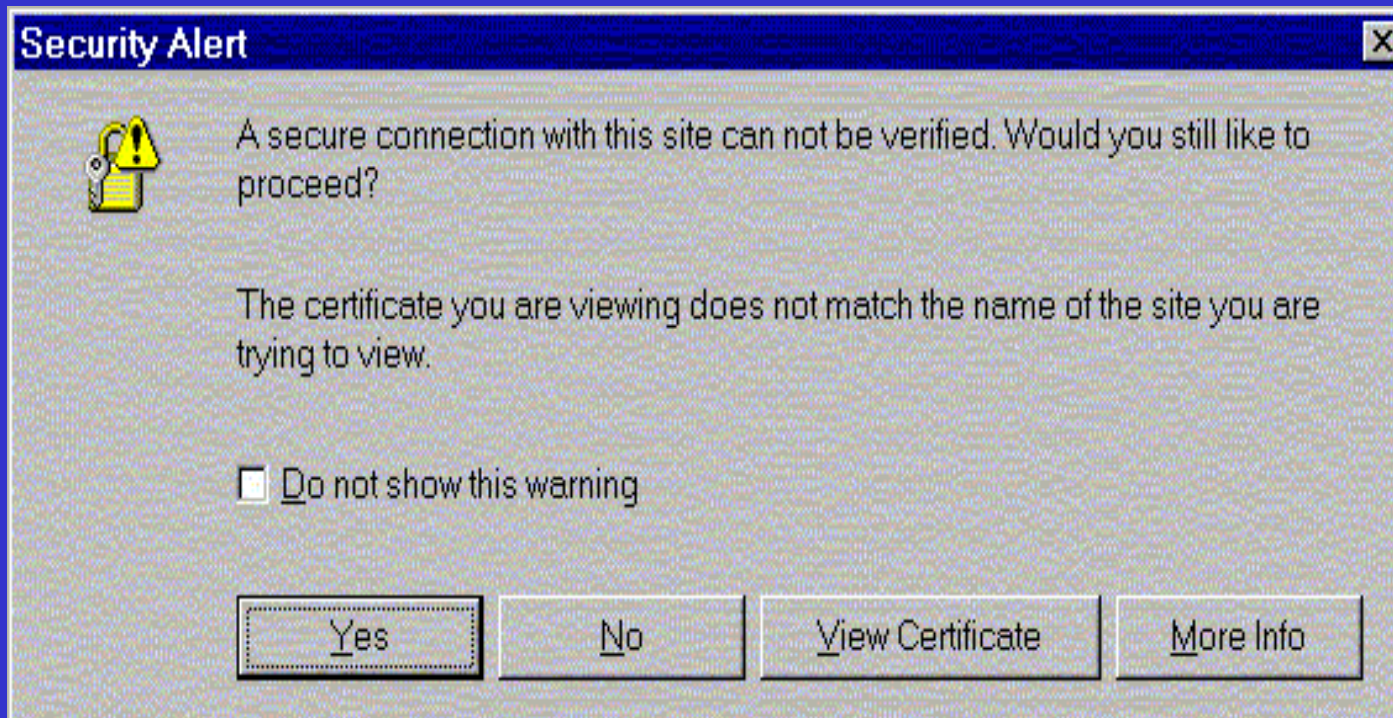 Security Alert
A secure connection with this site can not be verified. Would you still like to
proceed?
The certificate you are viewing does not match the name of the site you are
trying to view.
Do not show this warning
Yes No View Certificate More Info